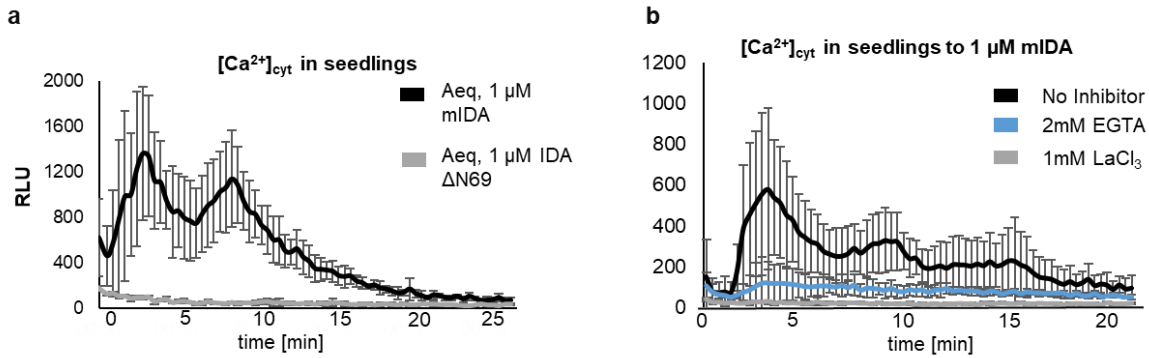 a
[Ca²⁺]cyt in seedlings
2000
1600
1200
800
400
0
RLU
Aeq, 1 µM
mIDA
Aeq, 1 µM IDA
ΔN69
0 5 10 15 20 25
time [min]
b
[Ca²⁺]cyt in seedlings to 1 µM mIDA
1200
1000
800
600
400
200
0
No Inhibitor
2mM EGTA
1mM LaCl₃
0 5 10 15 20
time [min]